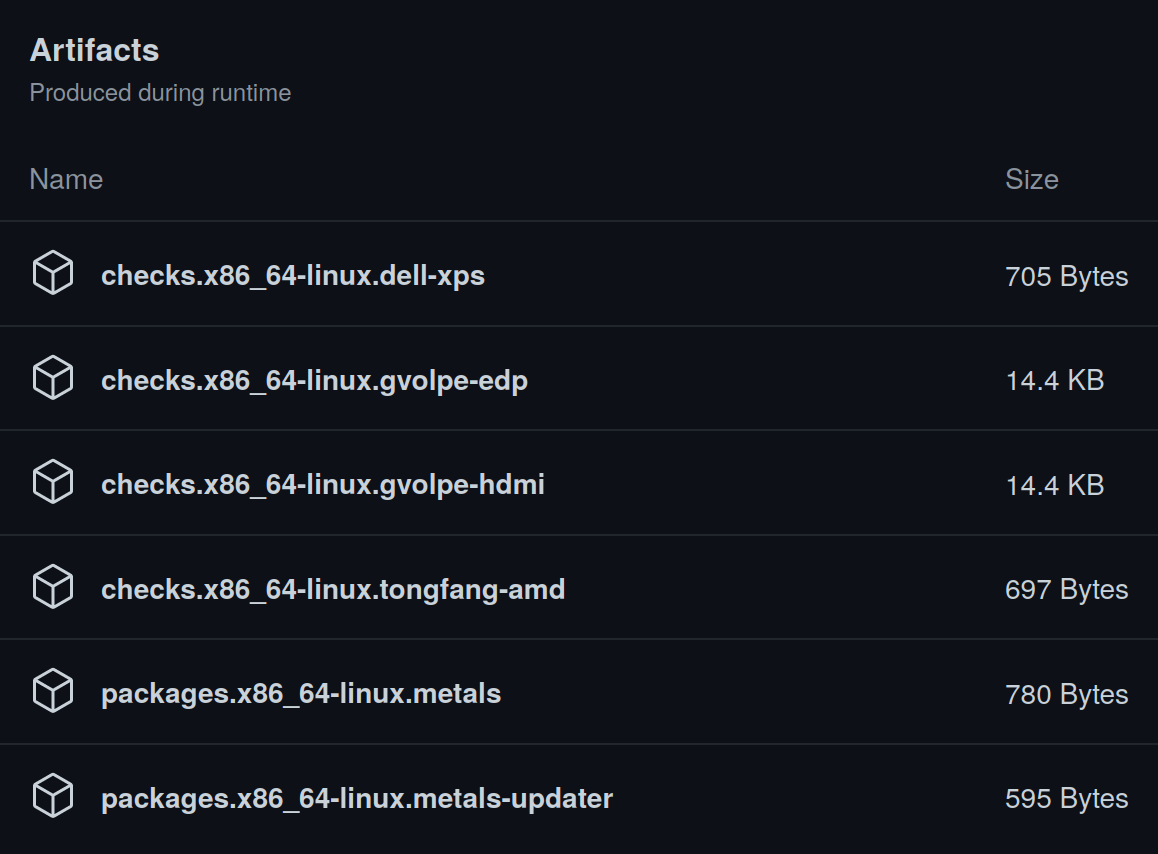 Artifacts
Produced during runtime
Name Size
checks.x86_64-linux.dell-xps 705 Bytes
checks.x86_64-linux.gvolpe-edp 14.4 KB
checks.x86_64-linux.gvolpe-hdmi 14.4 KB
checks.x86_64-linux.tongfang-amd 697 Bytes
packages.x86_64-linux.metals 780 Bytes
packages.x86_64-linux.metals-updater 595 Bytes